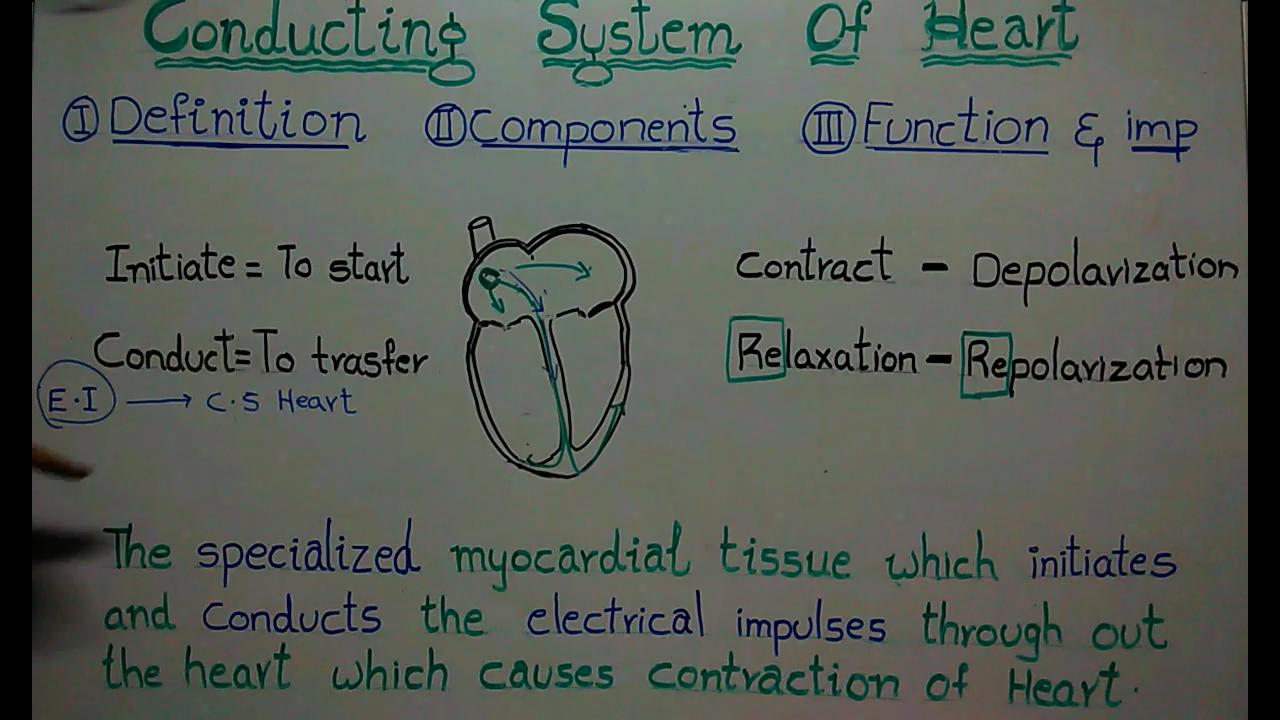 Conducting System Of Heart
Ⓘ Definition Ⓘ̲I Components III Function & imp
Initiate = To start
Contract - Depolarization
Conduct = To trasfer
Relaxation - Repolarization
E.I → C.S Heart
The specialized myocardial tissue which initiates
and conducts the electrical impulses through out
the heart which causes contraction of Heart.